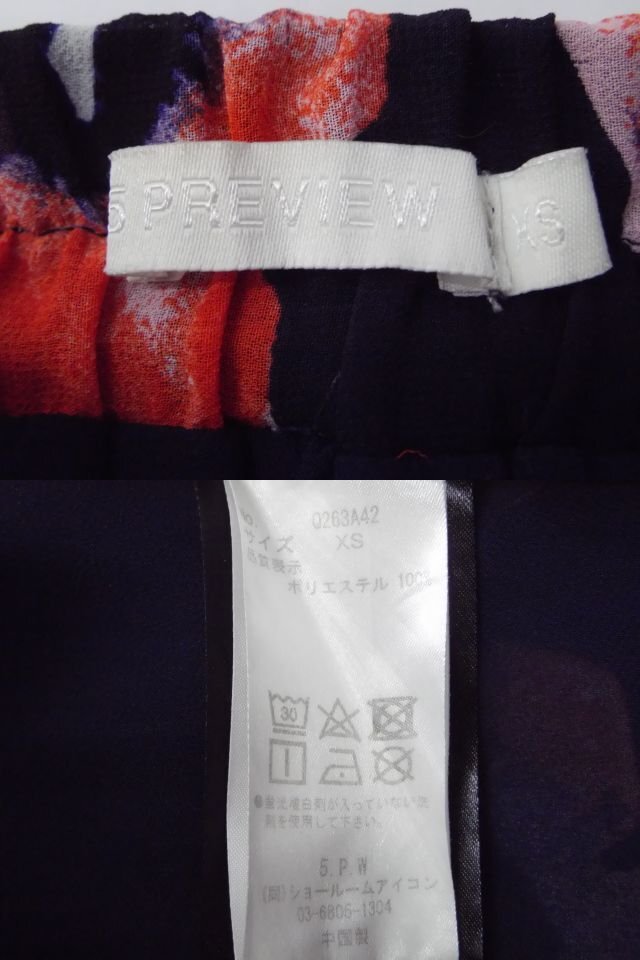 5 PREVIEW
XS
NO. Q263A42
サイズ XS
品質表示
ポリエステル 100%
30
●蛍光増白剤が入っていない洗
剤を使用して下さい。
5.P.W
(同)ショールームアイコン
03-6806-1304
中国製